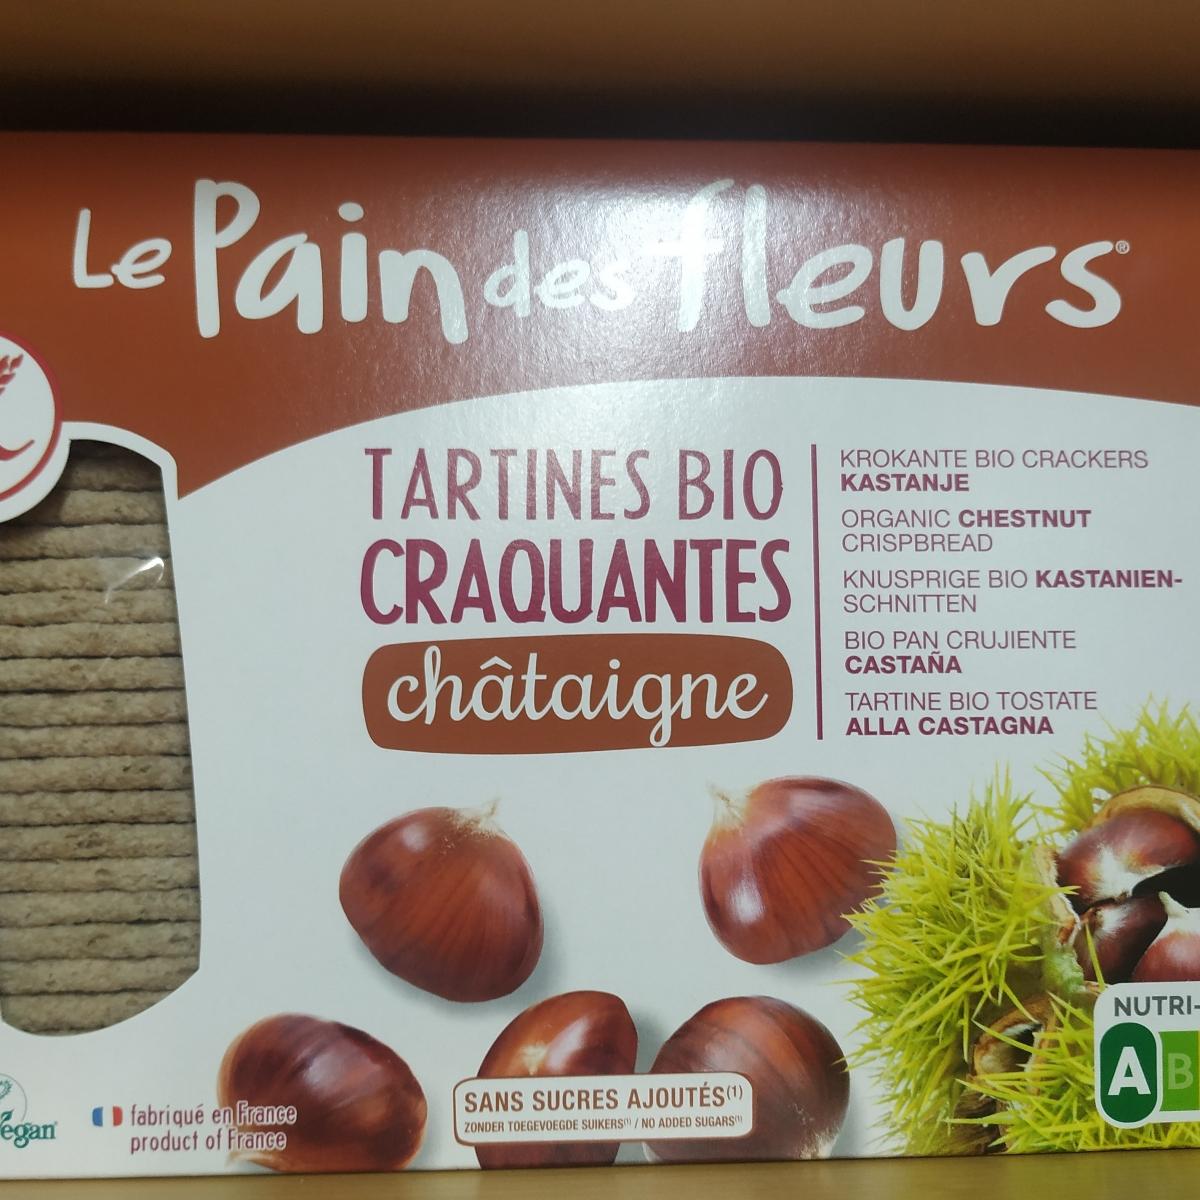 Le Pain des fleurs®
TARTINES BIO
CRAQUANTES
châtaigne
KROKANTE BIO CRACKERS
KASTANJE
ORGANIC CHESTNUT
CRISPBREAD
KNUSPRIGE BIO KASTANIEN-
SCHNITTEN
BIO PAN CRUJIENTE
CASTAÑA
TARTINE BIO TOSTATE
ALLA CASTAGNA
NUTRI-
A B
SANS SUCRES AJOUTÉS(1)
ZONDER TOEGEVOEGDE SUIKERS(1) / NO ADDED SUGARS(1)
egan
fabriqué en France
product of France